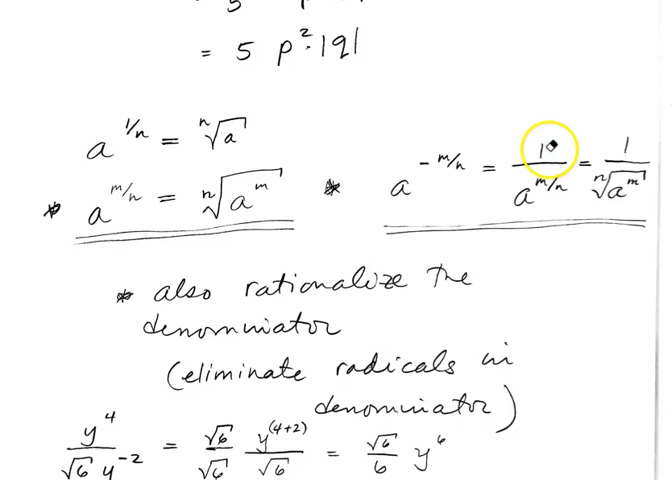 = 5 p²·|q|
a^(1/n) = ⁿ√a
* a^(m/n) = ⁿ√(a^m)
* a^(-m/n) = 1/a^(m/n) = 1/ⁿ√(a^m)
* also rationalize the
denominiator
(eliminate radicals in
denominator)
y⁴/(√6 y⁻²) = √6/√6 y^(4+2)/√6 = √6/6 y⁶